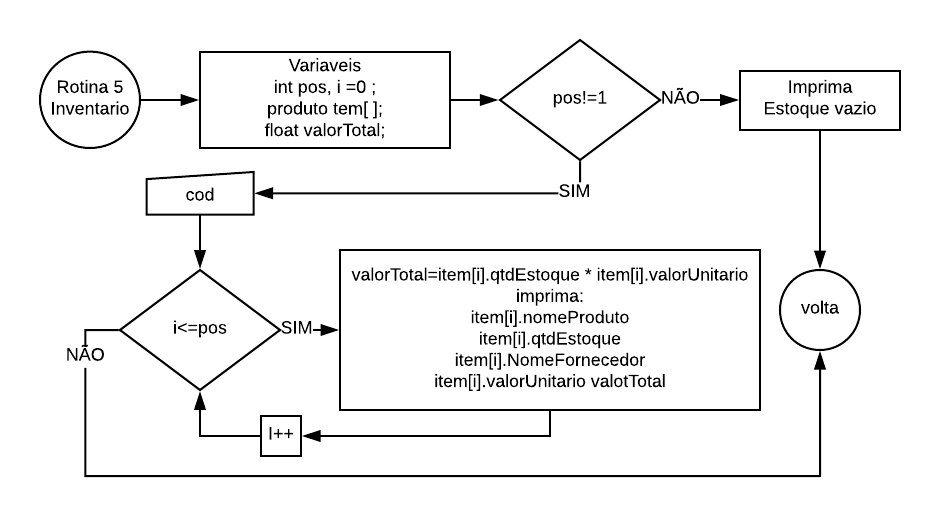 Rotina 5
Inventario
Variaveis
int pos, i =0 ;
produto tem[ ];
float valorTotal;
pos!=1
NÃO
Imprima
Estoque vazio
SIM
cod
i<=pos
SIM
NÃO
valorTotal=item[i].qtdEstoque * item[i].valorUnitario
imprima:
item[i].nomeProduto
item[i].qtdEstoque
item[i].NomeFornecedor
item[i].valorUnitario valotTotal
volta
I++